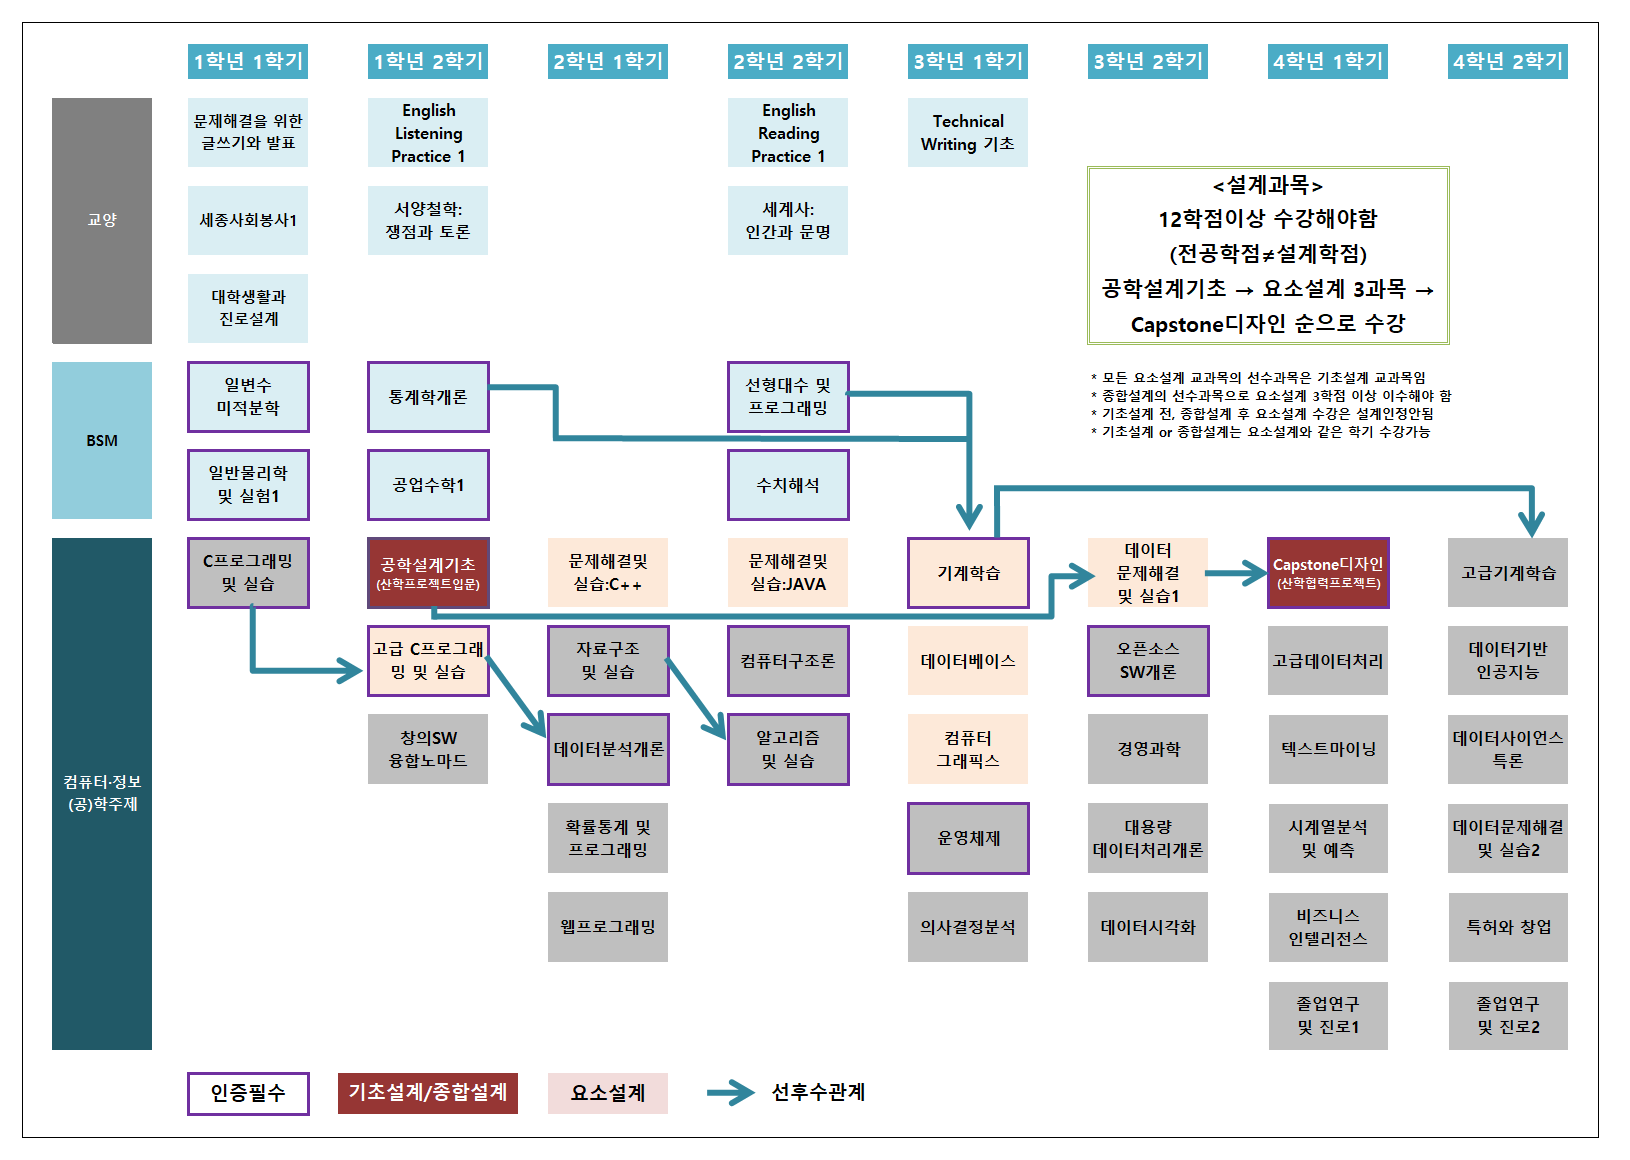 1학년 1학기
1학년 2학기
2학년 1학기
2학년 2학기
3학년 1학기
3학년 2학기
4학년 1학기
4학년 2학기
교양
문제해결을 위한
글쓰기와 발표
English
Listening
Practice 1
English
Reading
Practice 1
Technical
Writing 기초
세종사회봉사1
서양철학:
쟁점과 토론
세계사:
인간과 문명
대학생활과
진로설계
<설계과목>
12학점이상 수강해야함
(전공학점≠설계학점)
공학설계기초 → 요소설계 3과목 →
Capstone디자인 순으로 수강
* 모든 요소설계 교과목의 선수과목은 기초설계 교과목임
* 종합설계의 선수과목으로 요소설계 3학점 이상 이수해야 함
* 기초설계 전, 종합설계 후 요소설계 수강은 설계인정안됨
* 기초설계 or 종합설계는 요소설계와 같은 학기 수강가능
BSM
일변수
미적분학
통계학개론
선형대수 및
프로그래밍
일반물리학
및 실험1
공업수학1
수치해석
컴퓨터·정보
(공)학주제
C프로그래밍
및 실습
공학설계기초
(산학프로젝트입문)
문제해결및
실습:C++
문제해결및
실습:JAVA
기계학습
데이터
문제해결
및 실습1
Capstone디자인
(산학협력프로젝트)
고급기계학습
고급 C프로그래
밍 및 실습
자료구조
및 실습
컴퓨터구조론
데이터베이스
오픈소스
SW개론
고급데이터처리
데이터기반
인공지능
창의SW
융합노마드
데이터분석개론
알고리즘
및 실습
컴퓨터
그래픽스
경영과학
텍스트마이닝
데이터사이언스
특론
확률통계 및
프로그래밍
운영체제
대용량
데이터처리개론
시계열분석
및 예측
데이터문제해결
및 실습2
웹프로그래밍
의사결정분석
데이터시각화
비즈니스
인텔리전스
특허와 창업
졸업연구
및 진로1
졸업연구
및 진로2
인증필수
기초설계/종합설계
요소설계
선후수관계